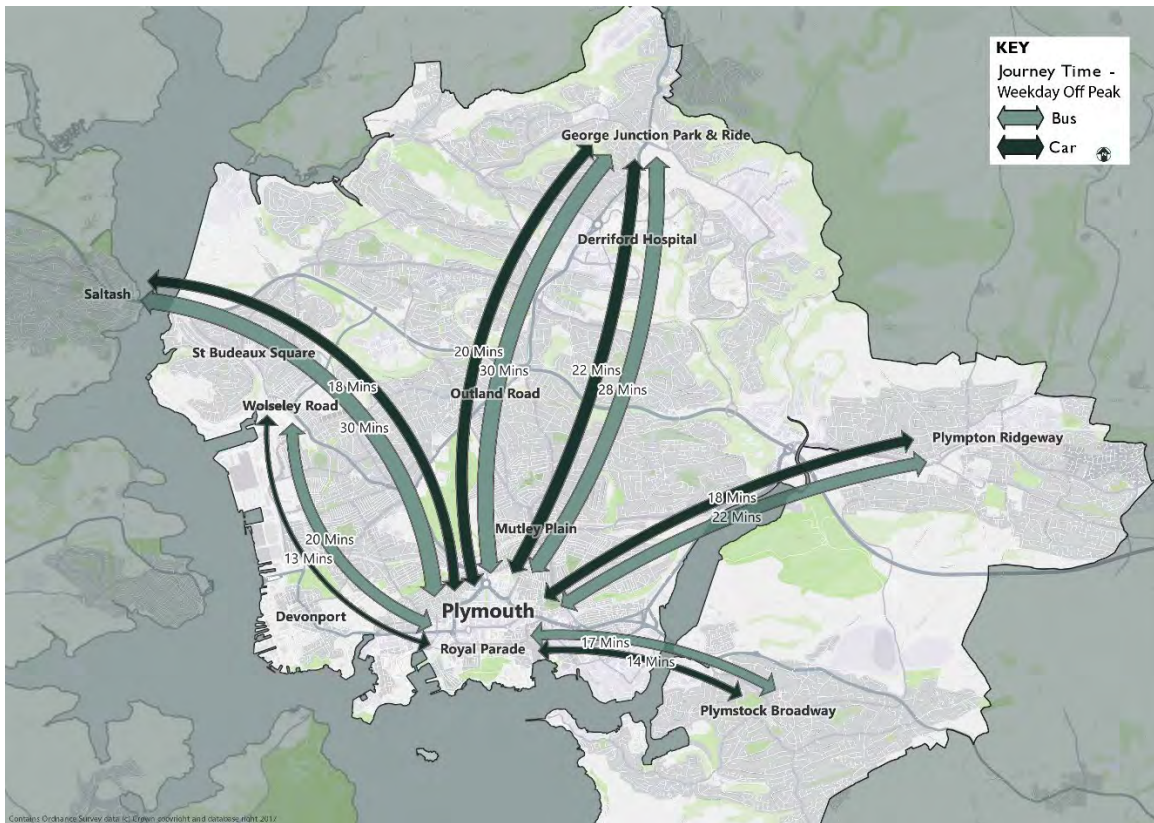 KEY
Journey Time -
Weekday Off Peak
Bus
Car
George Junction Park & Ride
Derriford Hospital
Saltash
St Budeaux Square
20 Mins
30 Mins
22 Mins
28 Mins
18 Mins
Outland Road
Wolseley Road
30 Mins
Plympton Ridgeway
18 Mins
22 Mins
Mutley Plain
20 Mins
13 Mins
Devonport
Plymouth
Royal Parade
17 Mins
14 Mins
Plymstock Broadway
Contains Ordnance Survey data (c) Crown copyright and database right 2017